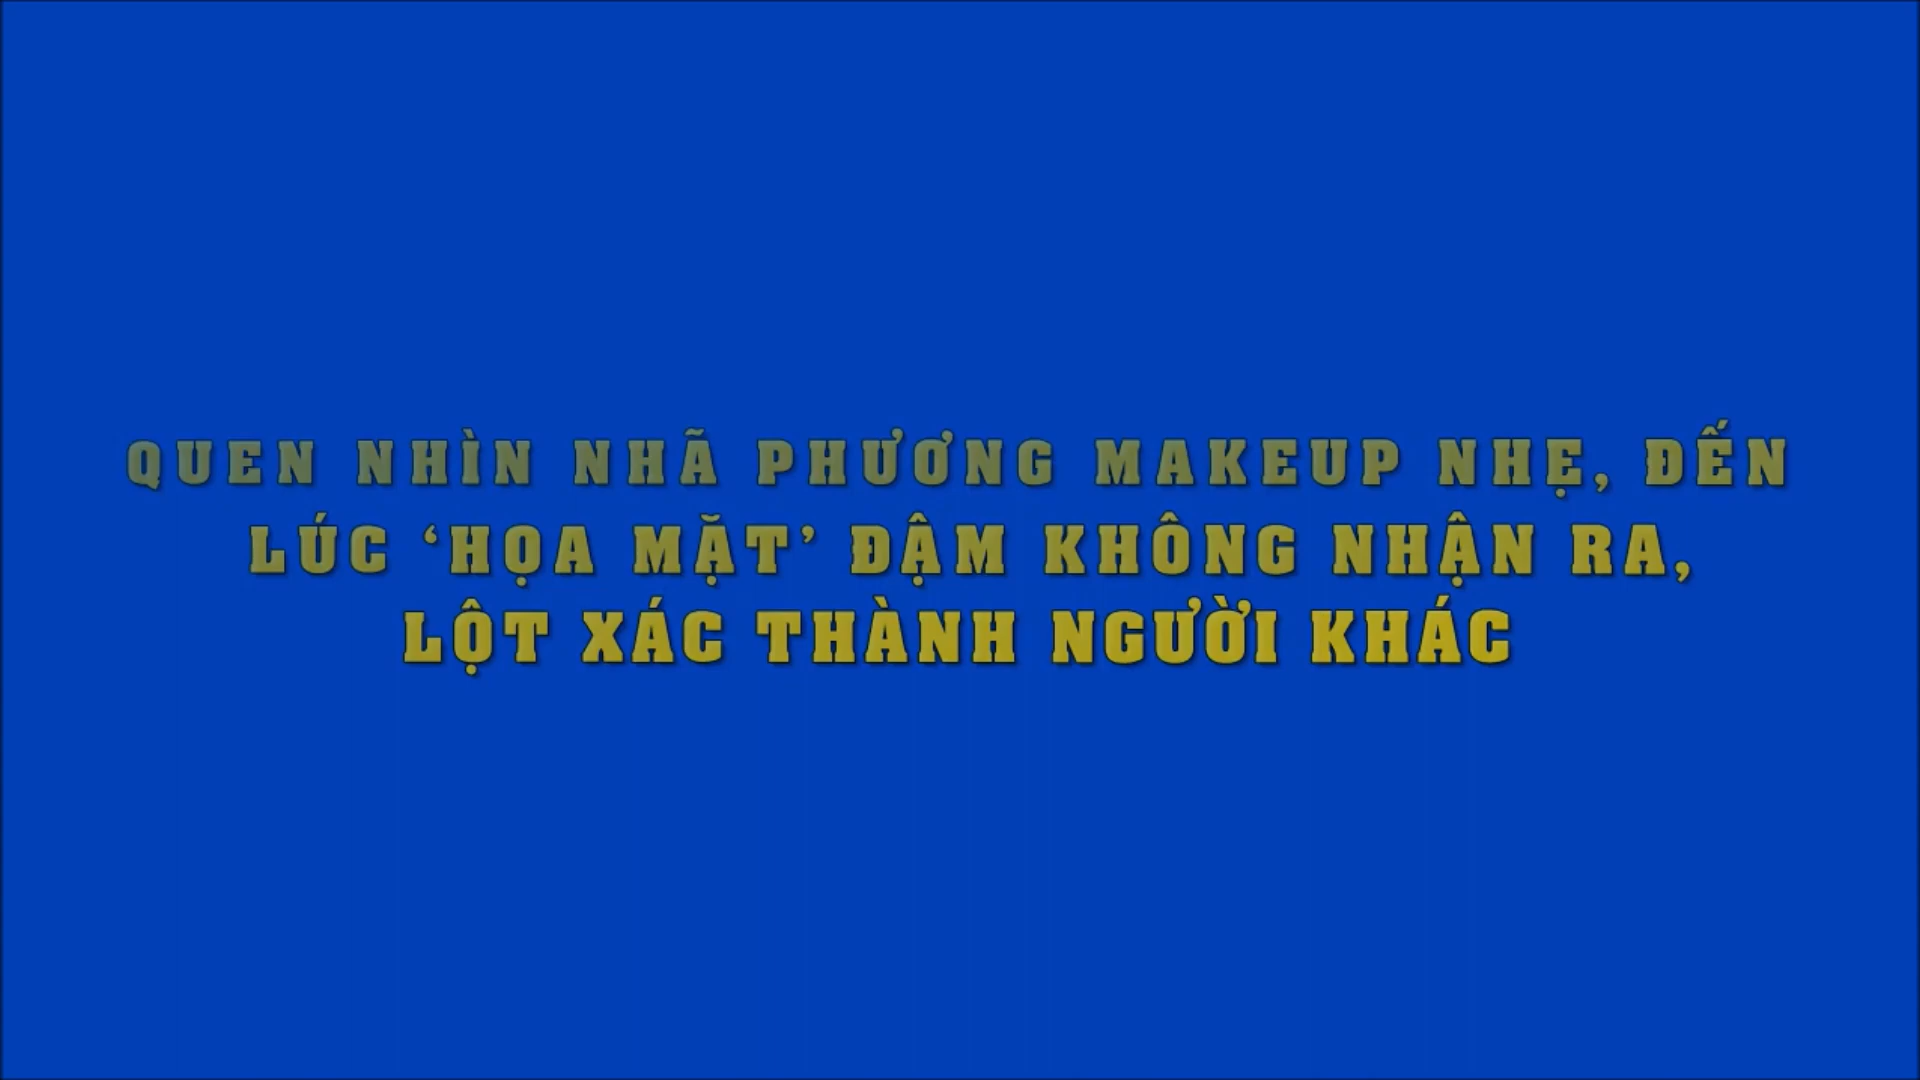 QUEN NHÌN NHÃ PHƯƠNG MAKEUP NHẸ, ĐẾN
LÚC ‘HỌA MẶT’ ĐẬM KHÔNG NHẬN RA,
LỘT XÁC THÀNH NGƯỜI KHÁC